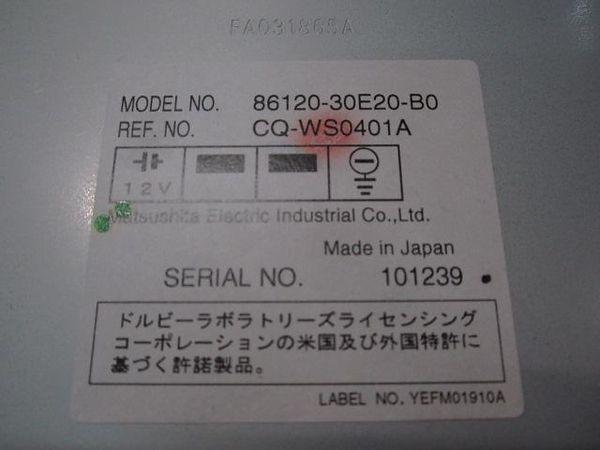 FA031865A
MODEL NO. 86120-30E20-B0
REF. NO. CQ-WS0401A
12V
Matsushita Electric Industrial Co.,Ltd.
Made in Japan
SERIAL NO. 101239
ドルビーラボラトリーズライセンシング
コーポレーションの米国及び外国特許に
基づく許諾製品。
LABEL NO. YEFM01910A